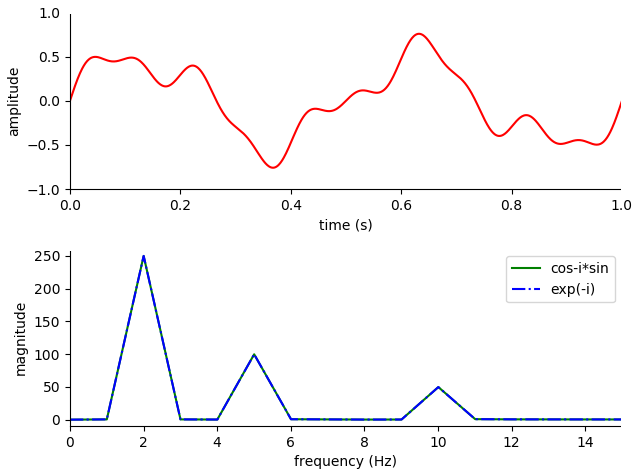 1.0
0.5
0.0
−0.5
−1.0
amplitude
0.0 0.2 0.4 0.6 0.8 1.0
time (s)
250
200
150
100
50
0
magnitude
cos-i*sin
exp(-i)
0 2 4 6 8 10 12 14
frequency (Hz)